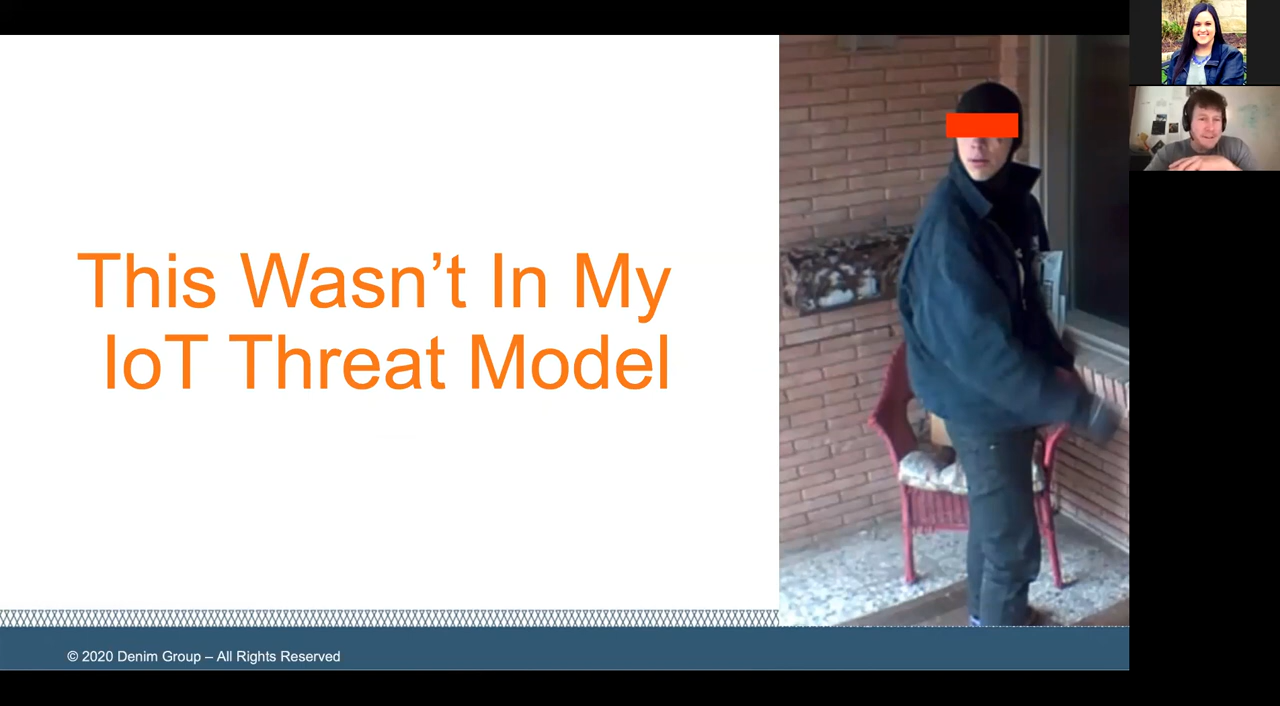 This Wasn’t In My
IoT Threat Model
© 2020 Denim Group – All Rights Reserved